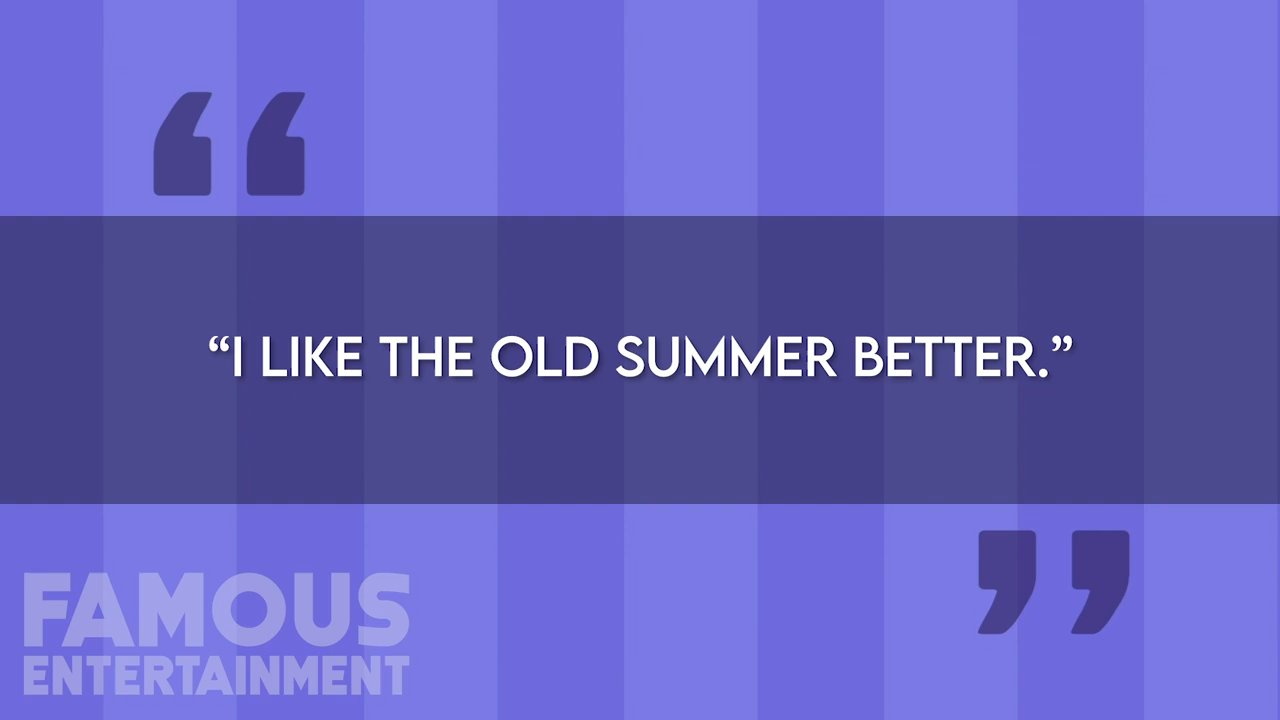 “I LIKE THE OLD SUMMER BETTER.”
FAMOUS
ENTERTAINMENT